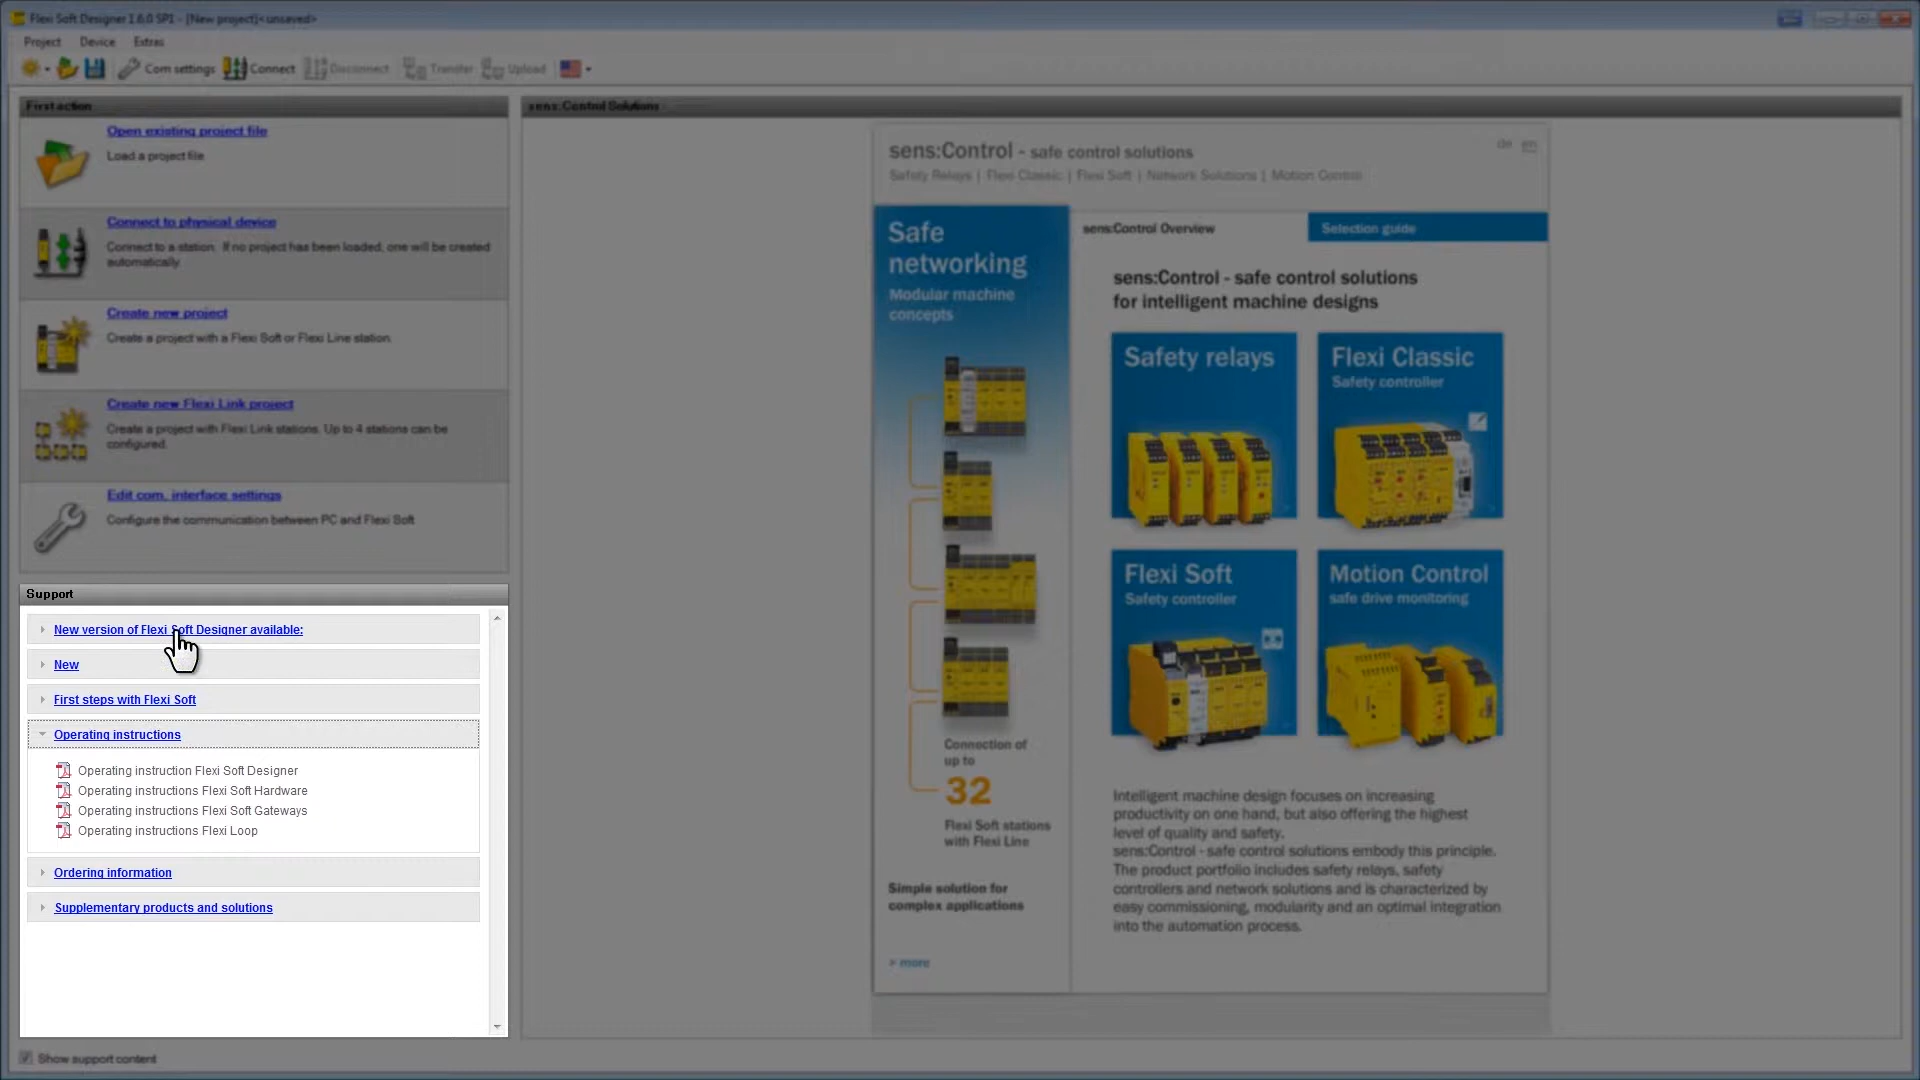 Flexi Soft Designer 1.6.0 SP1 - [New project]<unsaved>
Project Device Extras
Com settings Connect Disconnect Transfer Upload
First action
Open existing project file
Load a project file
Connect to physical device
Connect to a station. If no project has been loaded, one will be created
automatically
Create new project
Create a project with a Flexi Soft or Flexi Line station.
Create new Flexi Link project
Create a project with Flexi Link stations. Up to 4 stations can be
configured.
Edit com. interface settings
Configure the communication between PC and Flexi Soft
Support
New version of Flexi Soft Designer available:
New
First steps with Flexi Soft
Operating instructions
Operating instruction Flexi Soft Designer
Operating instructions Flexi Soft Hardware
Operating instructions Flexi Soft Gateways
Operating instructions Flexi Loop
Ordering information
Supplementary products and solutions
Show support content
sens:Control Solutions
sens:Control - safe control solutions
de en
Safety Relays | Flexi Classic | Flexi Soft | Network Solutions | Motion Control
Safe
networking
Modular machine
concepts
Connection of
up to
32
Flexi Soft stations
with Flexi Line
Simple solution for
complex applications
> more
sens:Control Overview
Selection guide
sens:Control - safe control solutions
for intelligent machine designs
Safety relays
Flexi Classic
Safety controller
Flexi Soft
Safety controller
Motion Control
safe drive monitoring
Intelligent machine design focuses on increasing
productivity on one hand, but also offering the highest
level of quality and safety.
sens:Control - safe control solutions embody this principle.
The product portfolio includes safety relays, safety
controllers and network solutions and is characterized by
easy commissioning, modularity and an optimal integration
into the automation process.